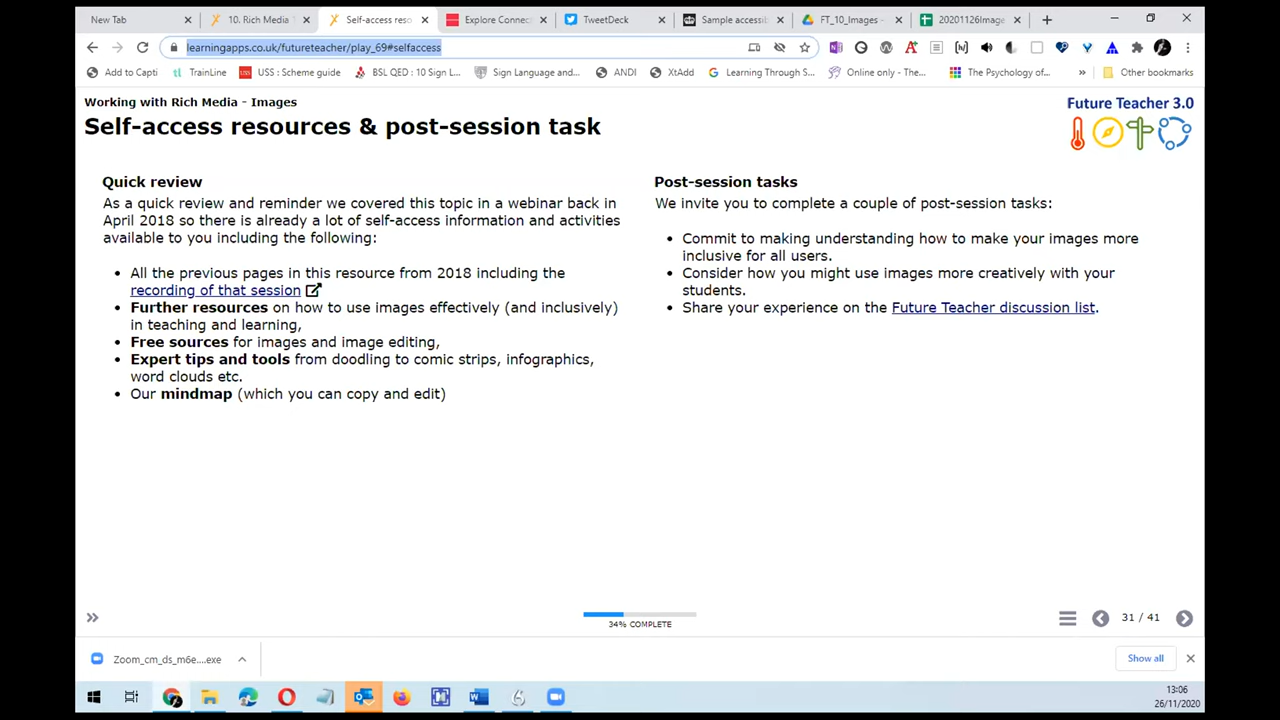 New Tab
10. Rich Media
Self-access reso
Explore Connec
TweetDeck
Sample accessib
FT_10_Images -
20201126Image
learningapps.co.uk/futureteacher/play_69#selfaccess
Add to Capti
TrainLine
USS : Scheme guide
BSL QED : 10 Sign L...
Sign Language and...
ANDI
XtAdd
Learning Through S...
Online only - The...
The Psychology of...
Other bookmarks
Working with Rich Media - Images
Self-access resources & post-session task
Future Teacher 3.0
Quick review
As a quick review and reminder we covered this topic in a webinar back in
April 2018 so there is already a lot of self-access information and activities
available to you including the following:
• All the previous pages in this resource from 2018 including the
recording of that session
• Further resources on how to use images effectively (and inclusively)
in teaching and learning,
• Free sources for images and image editing,
• Expert tips and tools from doodling to comic strips, infographics,
word clouds etc.
• Our mindmap (which you can copy and edit)
Post-session tasks
We invite you to complete a couple of post-session tasks:
• Commit to making understanding how to make your images more
inclusive for all users.
• Consider how you might use images more creatively with your
students.
• Share your experience on the Future Teacher discussion list.
34% COMPLETE
31 / 41
Zoom_cm_ds_m6e....exe
Show all
13:06
26/11/2020